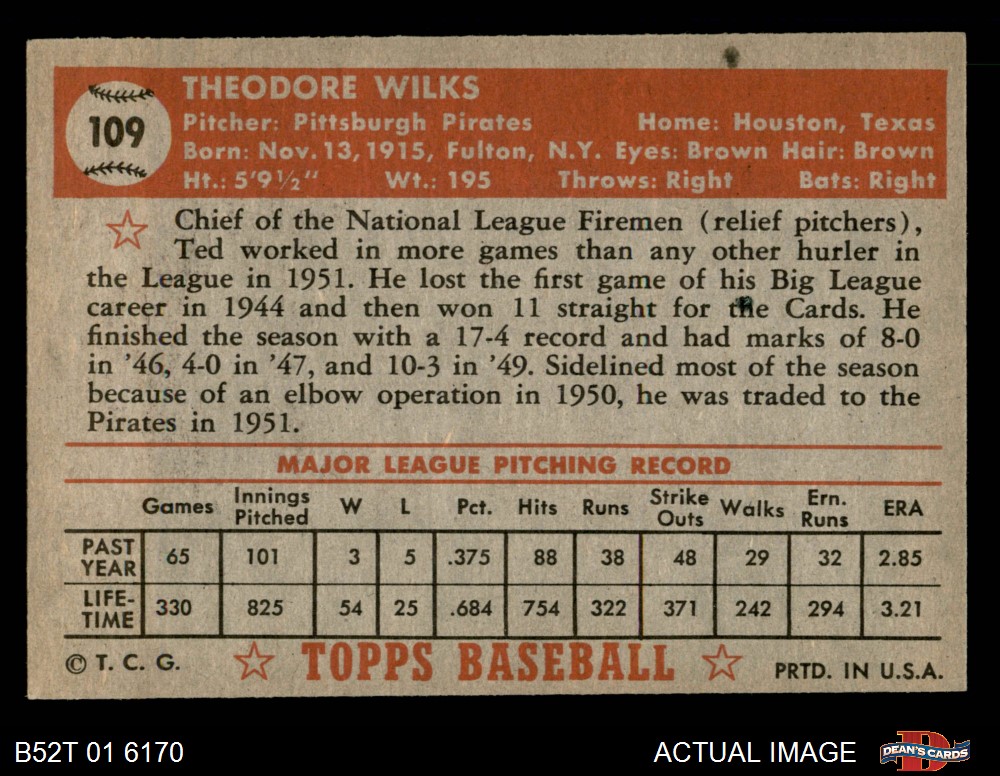 THEODORE WILKS
109
Pitcher: Pittsburgh Pirates Home: Houston, Texas
Born: Nov. 13, 1915, Fulton, N.Y. Eyes: Brown Hair: Brown
Ht.: 5'9½" Wt.: 195 Throws: Right Bats: Right
Chief of the National League Firemen (relief pitchers),
Ted worked in more games than any other hurler in
the League in 1951. He lost the first game of his Big League
career in 1944 and then won 11 straight for the Cards. He
finished the season with a 17-4 record and had marks of 8-0
in '46, 4-0 in '47, and 10-3 in '49. Sidelined most of the season
because of an elbow operation in 1950, he was traded to the
Pirates in 1951.
MAJOR LEAGUE PITCHING RECORD
Games Innings Pitched W L Pct. Hits Runs Strike Outs Walks Ern. Runs ERA
PAST YEAR 65 101 3 5 .375 88 38 48 29 32 2.85
LIFE-TIME 330 825 54 25 .684 754 322 371 242 294 3.21
© T. C. G. TOPPS BASEBALL PRTD. IN U.S.A.
B52T 01 6170 ACTUAL IMAGE DEAN'S CARDS